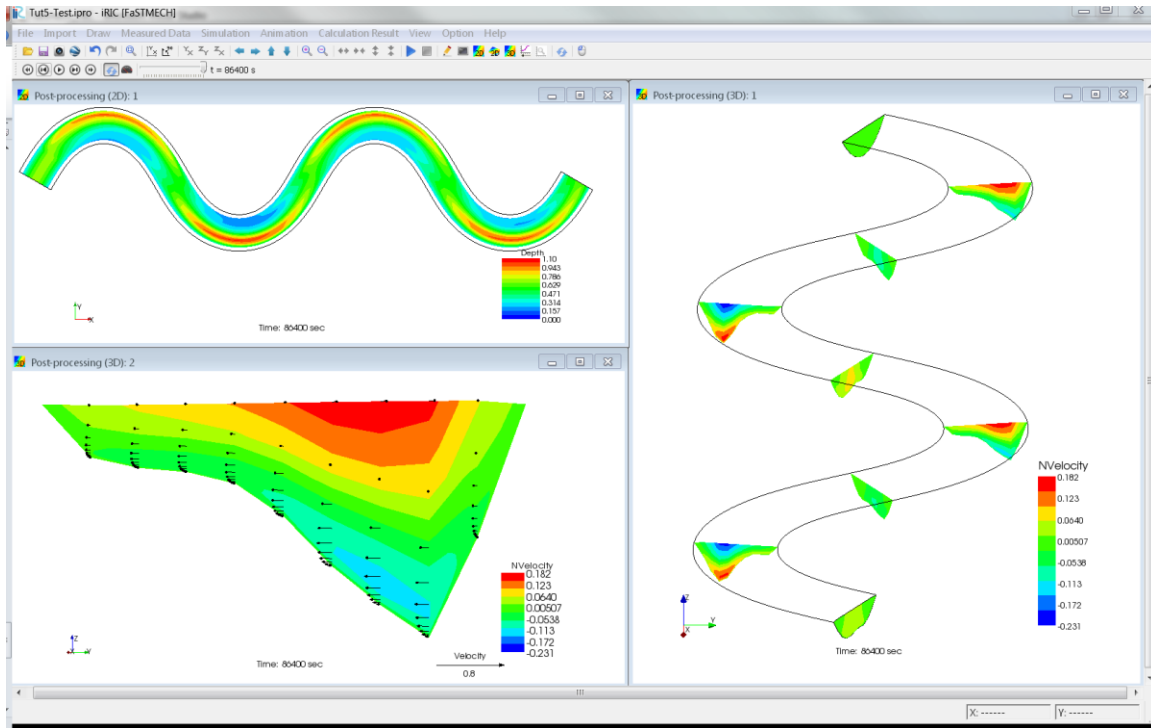 Tut5-Test.ipro - iRIC [FaSTMECH]
File Import Draw Measured Data Simulation Animation Calculation Result View Option Help
t = 86400 s
Post-processing (2D): 1
Depth
1.10
0.943
0.786
0.629
0.471
0.314
0.157
0.000
Y
X
Time: 86400 sec
Post-processing (3D): 2
NVelocity
0.182
0.123
0.0640
0.00507
-0.0538
-0.113
-0.172
-0.231
Z
X Y
Time: 86400 sec
Velocity
0.8
Post-processing (3D): 1
NVelocity
0.182
0.123
0.0640
0.00507
-0.0538
-0.113
-0.172
-0.231
Z
Y
X
Time: 86400 sec
X: ------
Y: ------